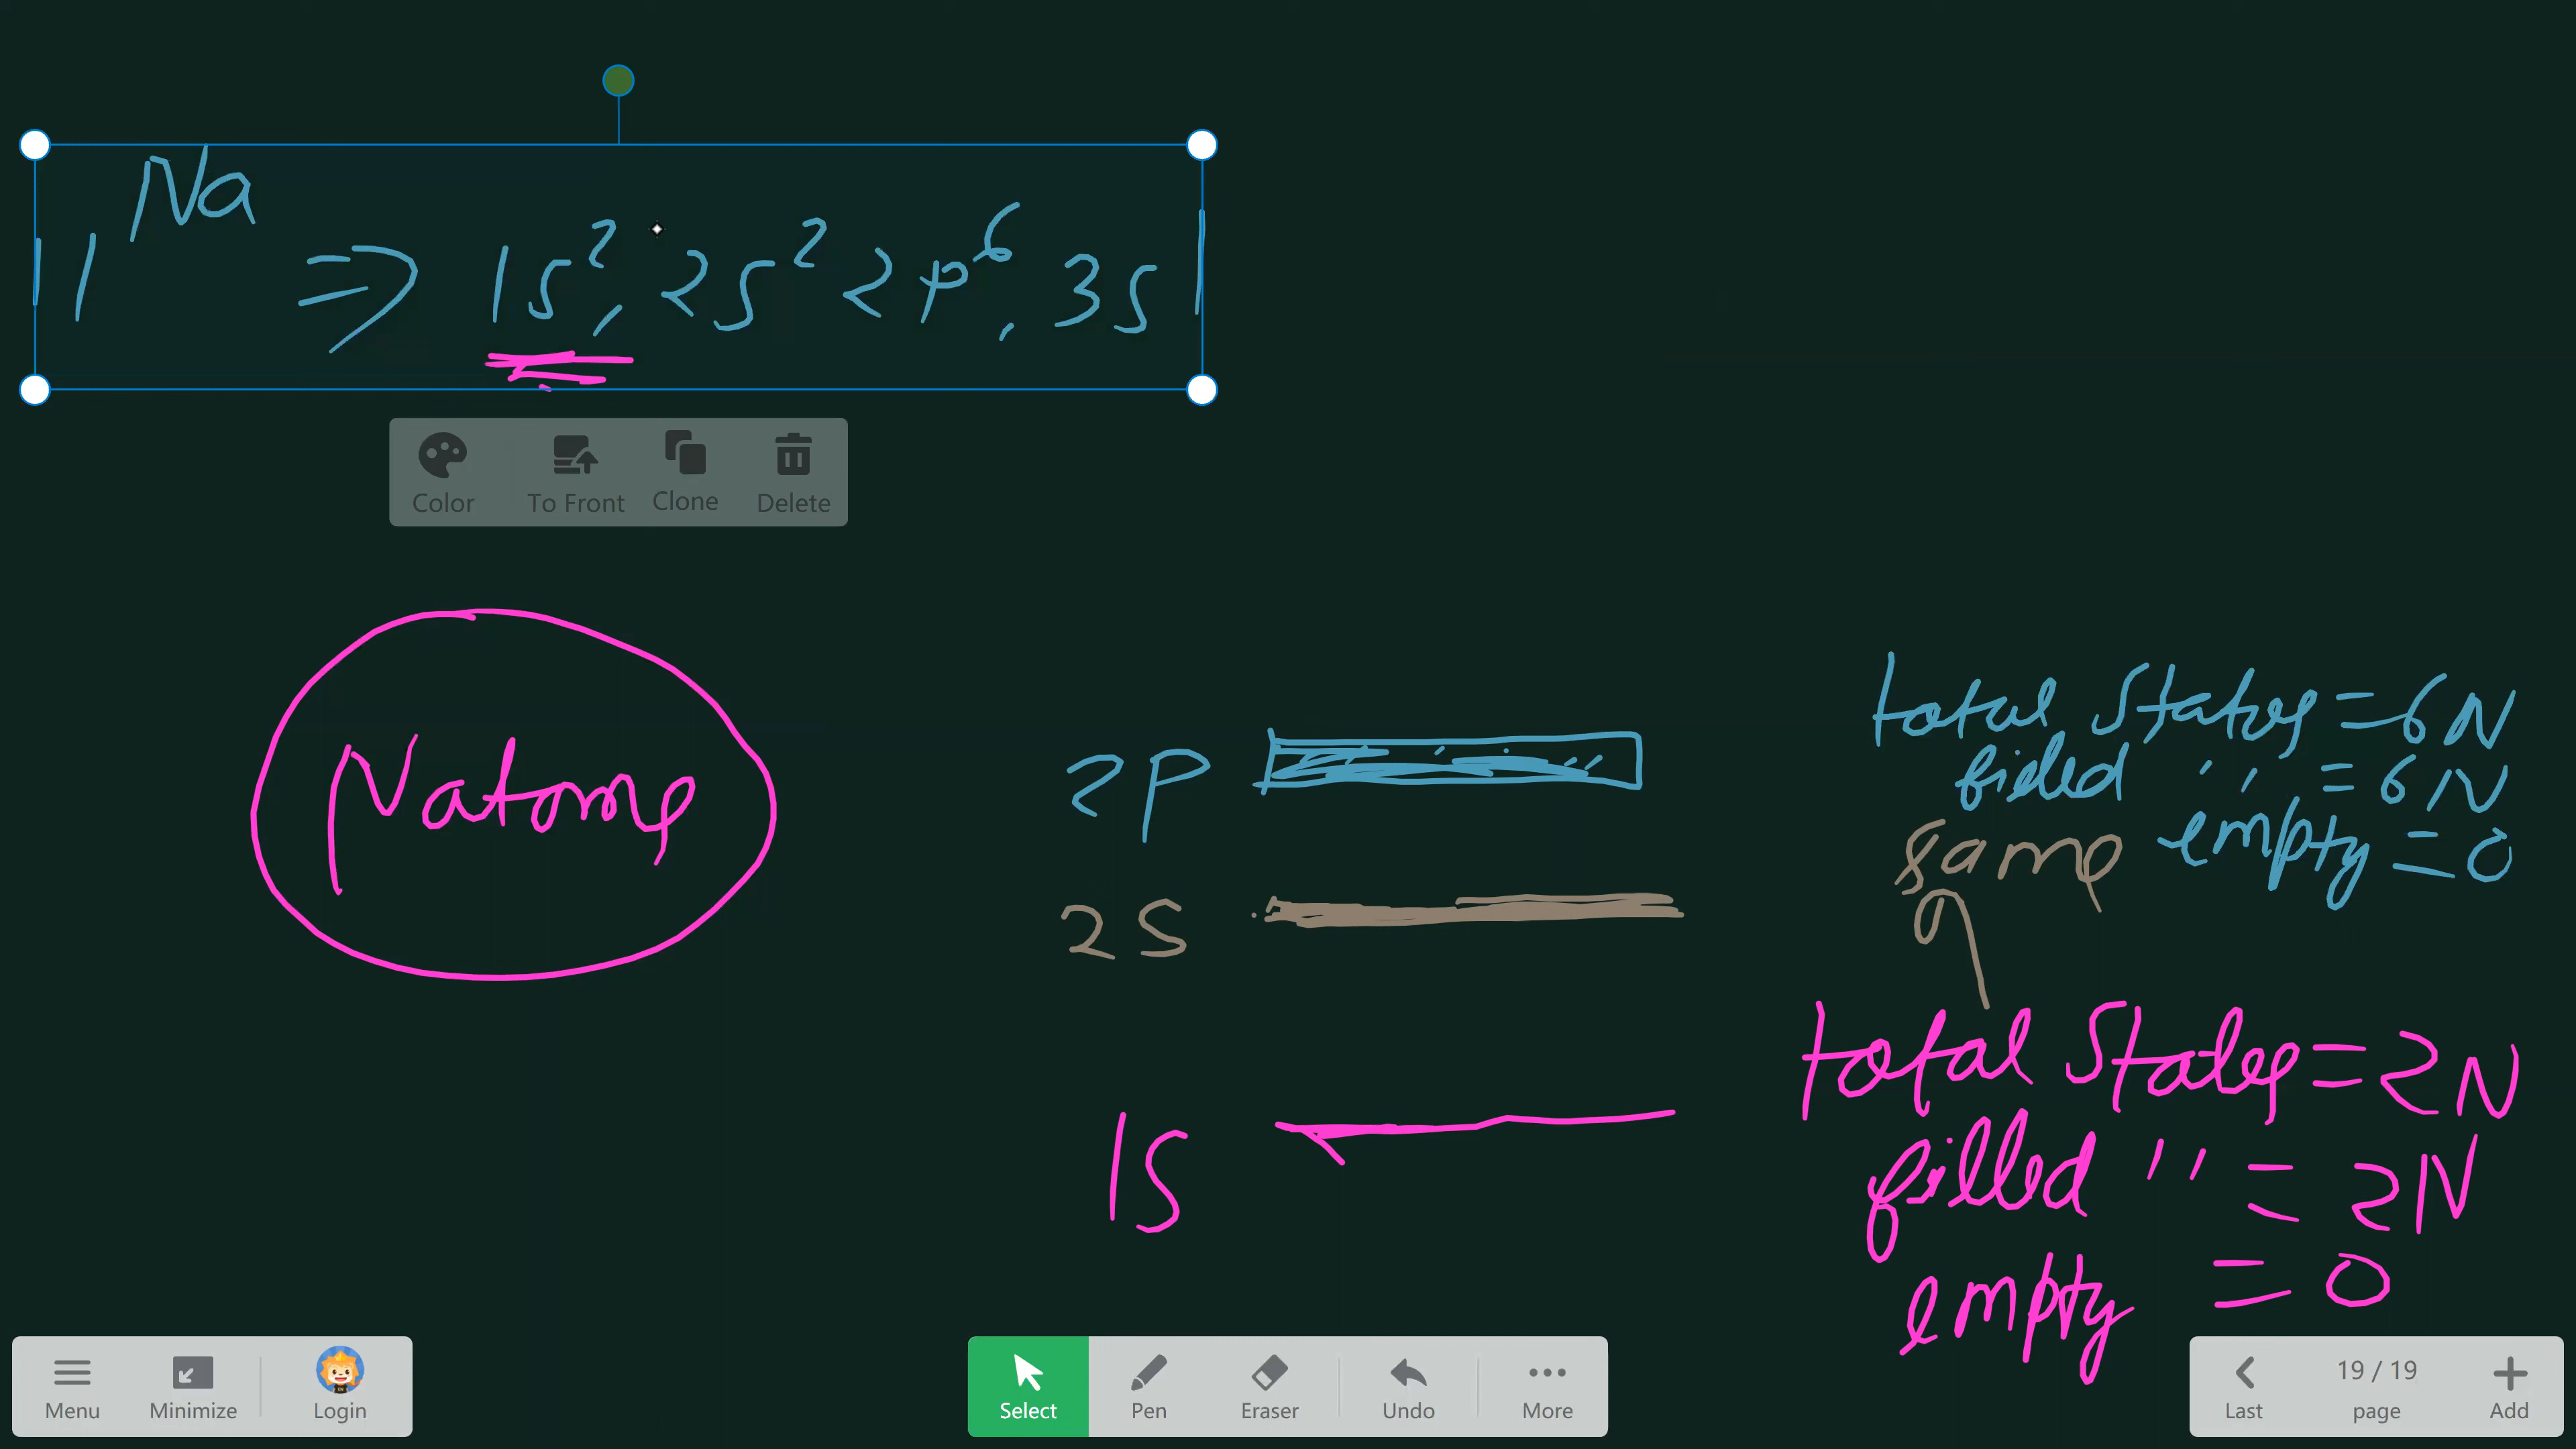 11 Na ⇒ 1s², 2s² 2p⁶, 3s¹
Color To Front Clone Delete
N atoms
total States = 6N
2P filled " = 6N
same empty = 0
2S
total States = 2N
1S filled " = 2N
empty = 0
Menu Minimize Login Select Pen Eraser Undo More Last 19 / 19 page Add